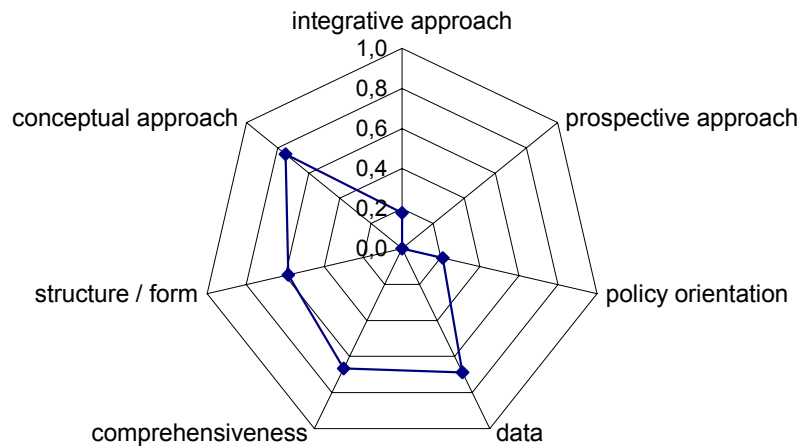 integrative approach
1,0
0,8
0,6
0,4
0,2
0,0
prospective approach
policy orientation
data
comprehensiveness
structure / form
conceptual approach